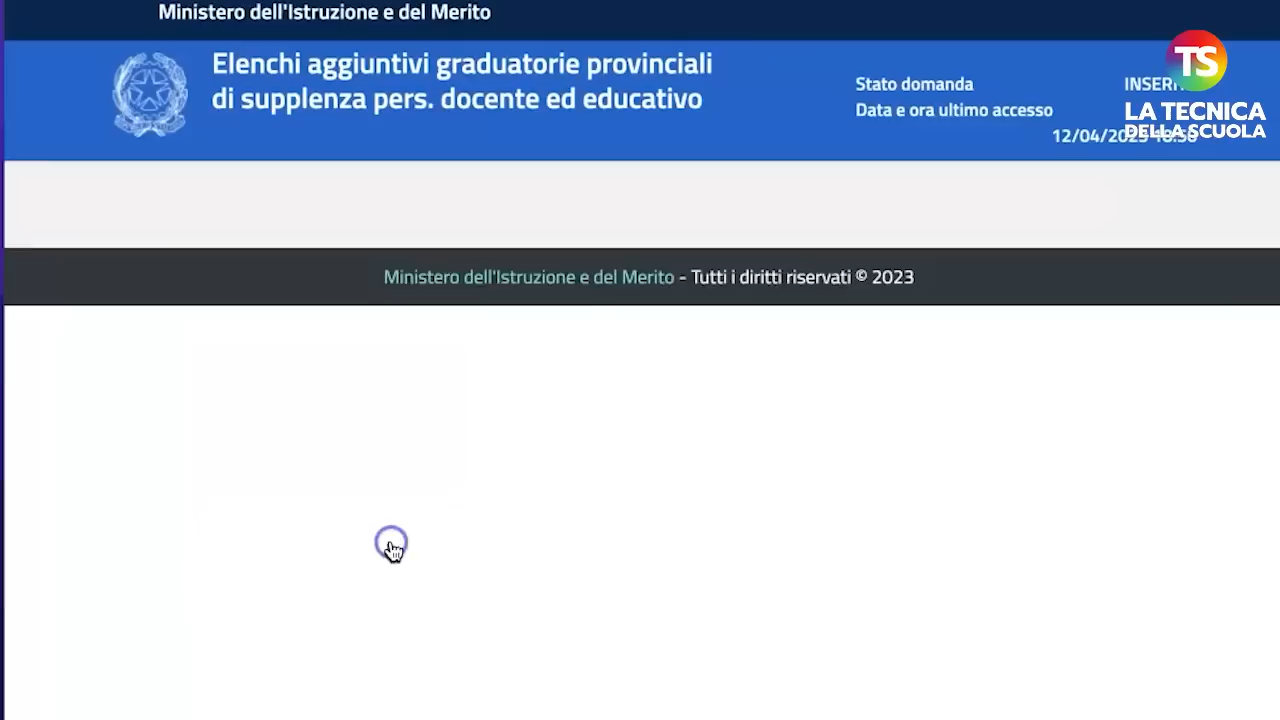 Ministero dell'Istruzione e del Merito
Elenchi aggiuntivi graduatorie provinciali
di supplenza pers. docente ed educativo
Stato domanda
Data e ora ultimo accesso
TS
LA TECNICA
DELLA SCUOLA
Ministero dell'Istruzione e del Merito - Tutti i diritti riservati © 2023